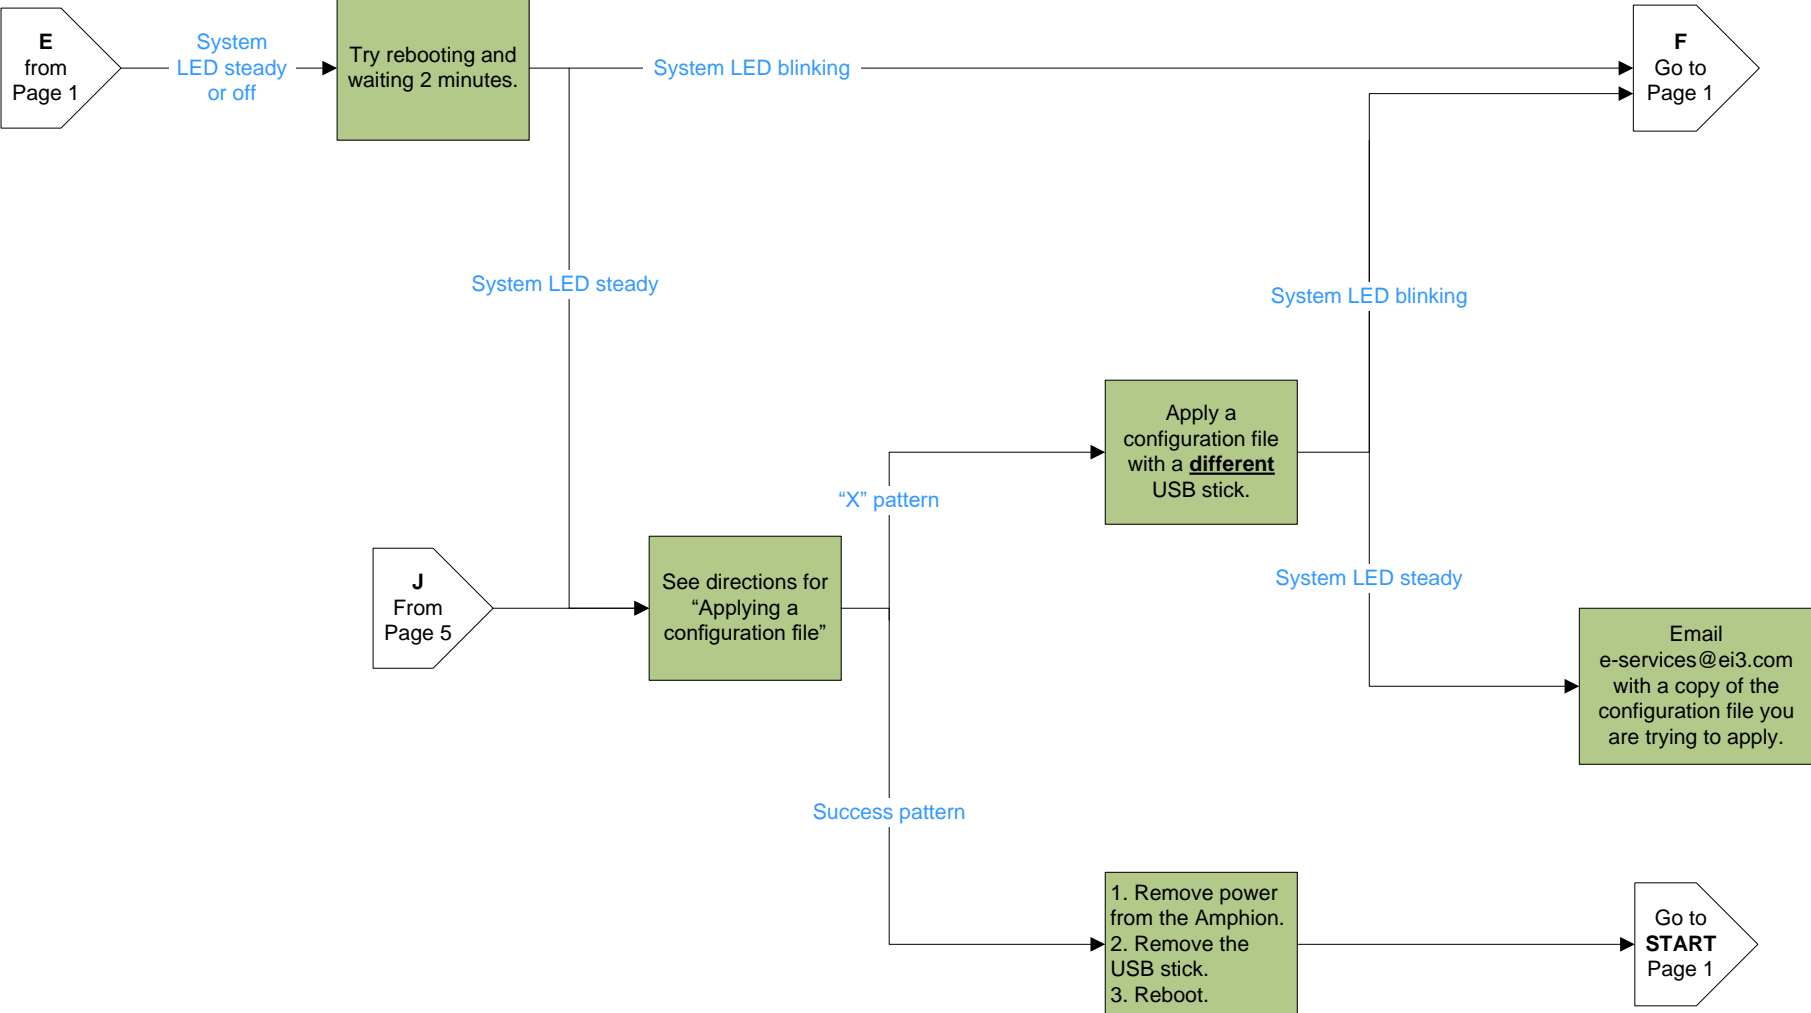 E
from
Page 1
System
LED steady
or off
Try rebooting and
waiting 2 minutes.
System LED blinking
F
Go to
Page 1
System LED steady
System LED blinking
Apply a
configuration file
with a different
USB stick.
“X” pattern
J
From
Page 5
See directions for
“Applying a
configuration file”
System LED steady
Email
e-services@ei3.com
with a copy of the
configuration file you
are trying to apply.
Success pattern
1. Remove power
from the Amphion.
2. Remove the
USB stick.
3. Reboot.
Go to
START
Page 1